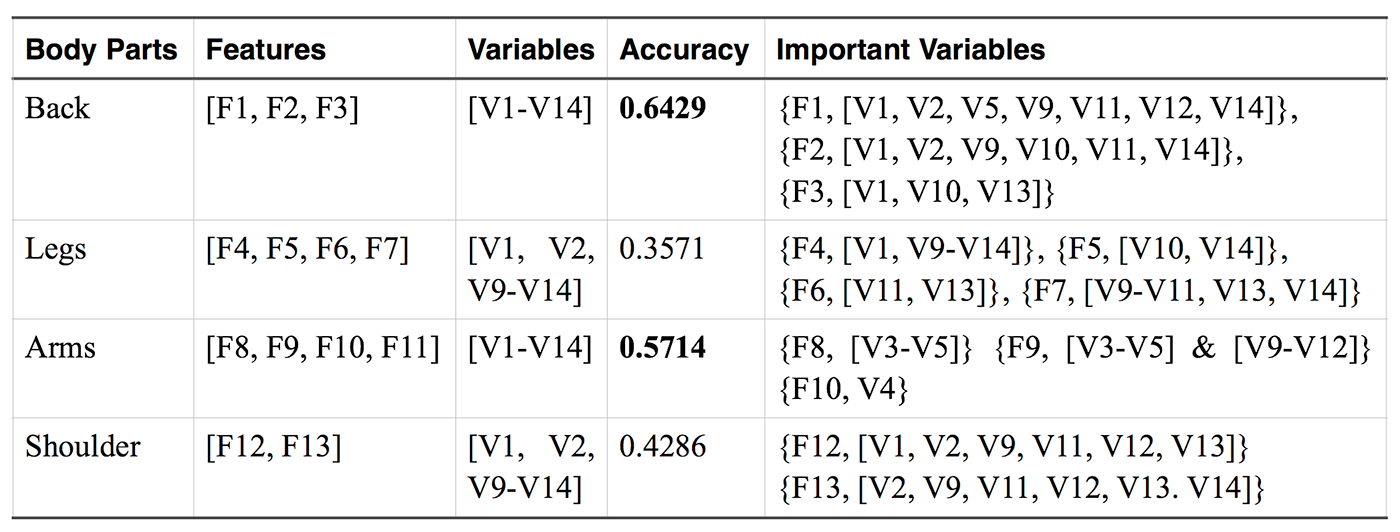 Body Parts Features Variables Accuracy Important Variables
Back [F1, F2, F3] [V1-V14] 0.6429 {F1, [V1, V2, V5, V9, V11, V12, V14]},
{F2, [V1, V2, V9, V10, V11, V14]},
{F3, [V1, V10, V13]}
Legs [F4, F5, F6, F7] [V1, V2, 0.3571 {F4, [V1, V9-V14]}, {F5, [V10, V14]},
V9-V14] {F6, [V11, V13]}, {F7, [V9-V11, V13, V14]}
Arms [F8, F9, F10, F11] [V1-V14] 0.5714 {F8, [V3-V5]} {F9, [V3-V5] & [V9-V12]}
{F10, V4}
Shoulder [F12, F13] [V1, V2, 0.4286 {F12, [V1, V2, V9, V11, V12, V13]}
V9-V14] {F13, [V2, V9, V11, V12, V13. V14]}